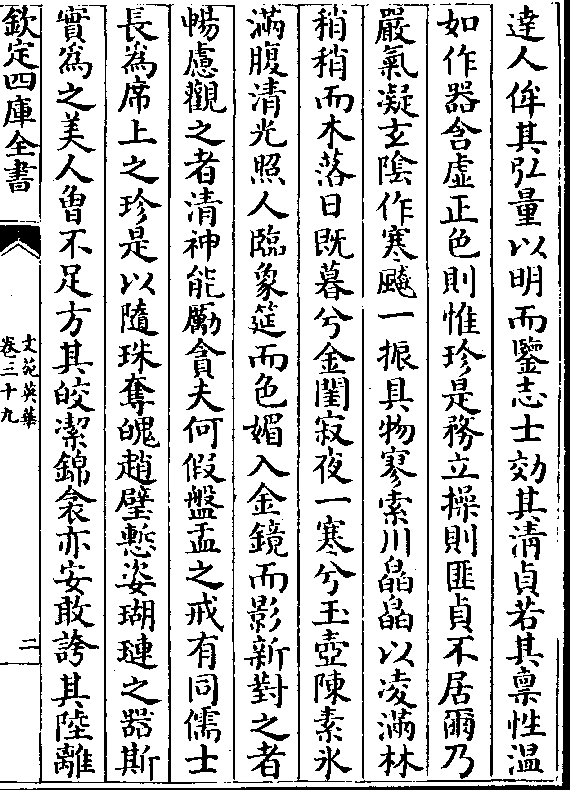 達人侔其弘量以明而鑒志士効其清貞若其稟性温
如作器含虚正色則惟珍是務立操則匪貞不居爾乃
嚴氣凝玄陰作寒飈一振具物寥索川皛皛以凌滿林
稍稍而木落日既暮兮金閨寂夜一寒兮玉壺陳素氷
滿腹清光照人臨象筵而色媚入金鏡而影新對之者
暢慮觀之者清神能勵貪夫何假盤盂之戒有同儒士
長為席上之珍是以隨珠奪魄趙璧慙姿瑚璉之器斯
實為之美人曽不足方其皎潔錦衾亦安敢誇其陸離
欽定四庫全書
文苑英華
卷三十九
二